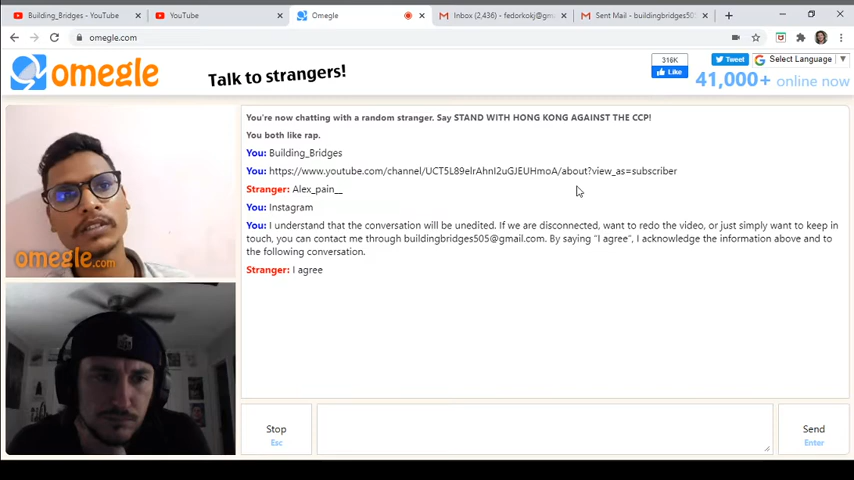 Building_Bridges - YouTube
YouTube
Omegle
Inbox (2,436) - fedorkokj@gm
Sent Mail - buildingbridges505
omegle.com
omegle
Talk to strangers!
316K
Like
Tweet
Select Language
41,000+ online now
You're now chatting with a random stranger. Say STAND WITH HONG KONG AGAINST THE CCP!
You both like rap.
You: Building_Bridges
You: https://www.youtube.com/channel/UCT5L89elrAhnI2uGJEUHmoA/about?view_as=subscriber
Stranger: Alex_pain__
You: Instagram
You: I understand that the conversation will be unedited. If we are disconnected, want to redo the video, or just simply want to keep in
touch, you can contact me through buildingbridges505@gmail.com. By saying "I agree", I acknowledge the information above and to
the following conversation.
Stranger: I agree
omegle.com
NFL
Stop
Esc
Send
Enter